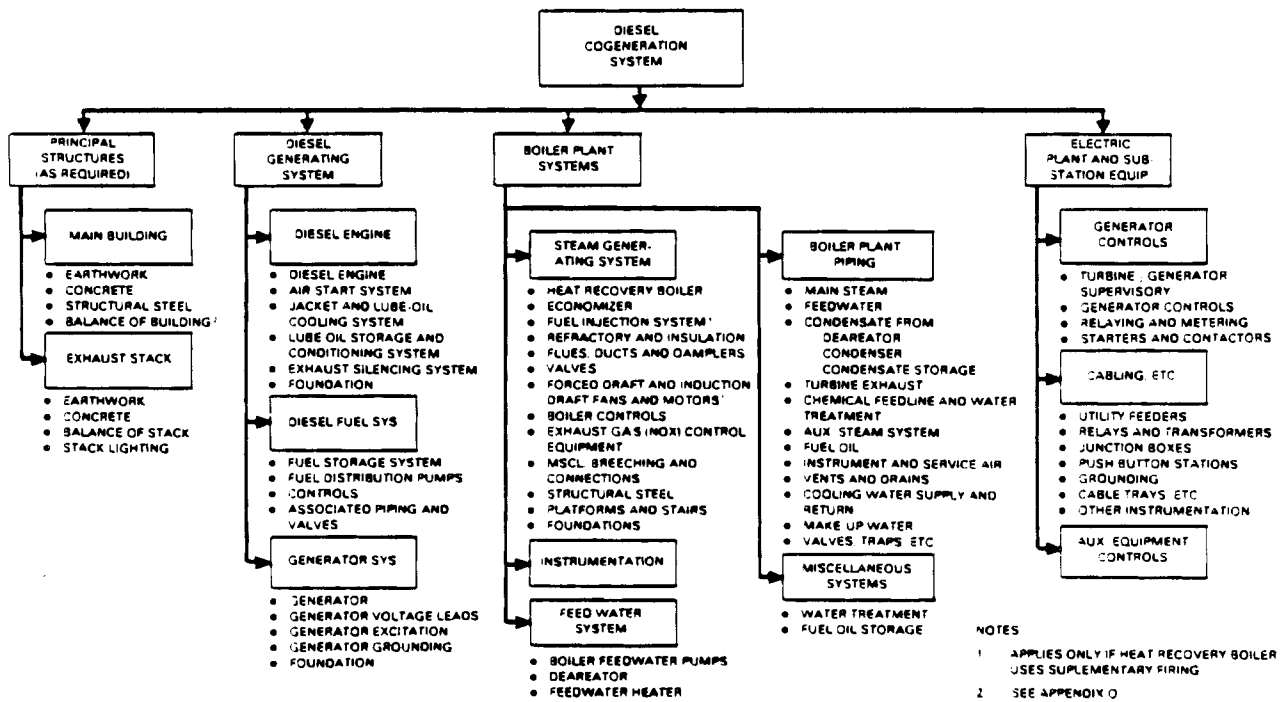 DIESEL
COGENERATION
SYSTEM
PRINCIPAL
STRUCTURES
(AS REQUIRED)
MAIN BUILDING
• EARTHWORK
• CONCRETE
• STRUCTURAL STEEL
• BALANCE OF BUILDING²
EXHAUST STACK
• EARTHWORK
• CONCRETE
• BALANCE OF STACK
• STACK LIGHTING
DIESEL
GENERATING
SYSTEM
DIESEL ENGINE
• DIESEL ENGINE
• AIR START SYSTEM
• JACKET AND LUBE-OIL
COOLING SYSTEM
• LUBE OIL STORAGE AND
CONDITIONING SYSTEM
• EXHAUST SILENCING SYSTEM
• FOUNDATION
DIESEL FUEL SYS
• FUEL STORAGE SYSTEM
• FUEL DISTRIBUTION PUMPS
• CONTROLS
• ASSOCIATED PIPING AND
VALVES
GENERATOR SYS
• GENERATOR
• GENERATOR VOLTAGE LEADS
• GENERATOR EXCITATION
• GENERATOR GROUNDING
• FOUNDATION
BOILER PLANT
SYSTEMS
STEAM GENER-
ATING SYSTEM
• HEAT RECOVERY BOILER
• ECONOMIZER
• FUEL INJECTION SYSTEM¹
• REFRACTORY AND INSULATION
• FLUES, DUCTS AND DAMPLERS
• VALVES
• FORCED DRAFT AND INDUCTION
DRAFT FANS AND MOTORS¹
• BOILER CONTROLS
• EXHAUST GAS (NOX) CONTROL
EQUIPMENT
• MSCL. BREECHING AND
CONNECTIONS
• STRUCTURAL STEEL
• PLATFORMS AND STAIRS
• FOUNDATIONS
INSTRUMENTATION
FEED WATER
SYSTEM
• BOILER FEEDWATER PUMPS
• DEAREATOR
• FEEDWATER HEATER
BOILER PLANT
PIPING
• MAIN STEAM
• FEEDWATER
• CONDENSATE FROM
DEAREATOR
CONDENSER
CONDENSATE STORAGE
• TURBINE EXHAUST
• CHEMICAL FEEDLINE AND WATER
TREATMENT
• AUX. STEAM SYSTEM
• FUEL OIL
• INSTRUMENT AND SERVICE AIR
• VENTS AND DRAINS
• COOLING WATER SUPPLY AND
RETURN
• MAKE UP WATER
• VALVES, TRAPS, ETC
MISCELLANEOUS
SYSTEMS
• WATER TREATMENT
• FUEL OIL STORAGE
ELECTRIC
PLANT AND SUB-
STATION EQUIP
GENERATOR
CONTROLS
• TURBINE / GENERATOR
SUPERVISORY
• GENERATOR CONTROLS
• RELAYING AND METERING
• STARTERS AND CONTACTORS
CABLING, ETC
• UTILITY FEEDERS
• RELAYS AND TRANSFORMERS
• JUNCTION BOXES
• PUSH BUTTON STATIONS
• GROUNDING
• CABLE TRAYS, ETC
• OTHER INSTRUMENTATION
AUX. EQUIPMENT
CONTROLS
NOTES
1 APPLIES ONLY IF HEAT RECOVERY BOILER
USES SUPLEMENTARY FIRING
2 SEE APPENDIX